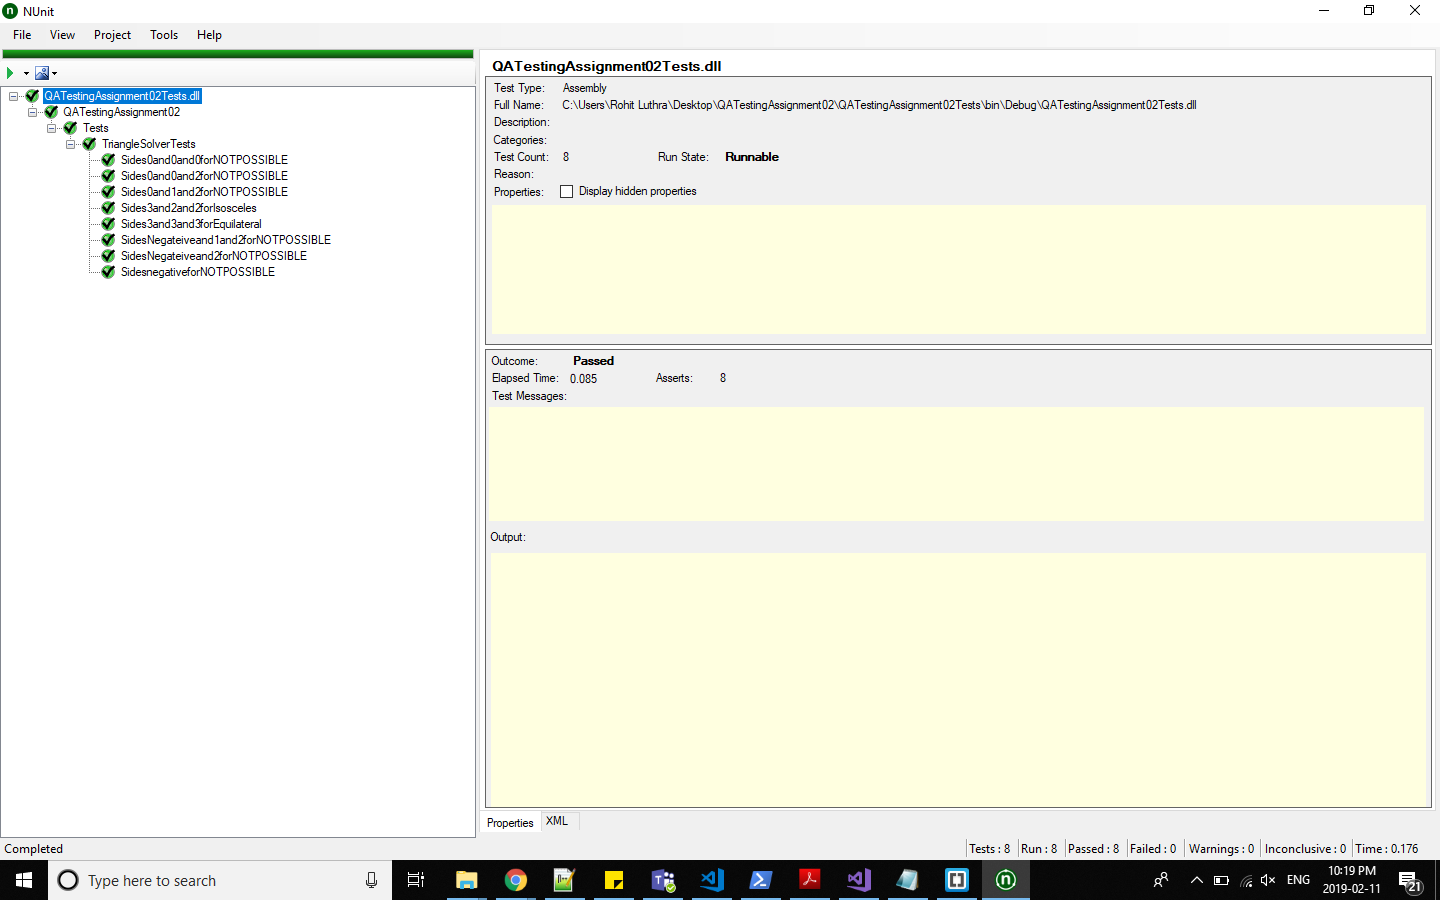 NUnit
File View Project Tools Help
QATestingAssignment02Tests.dll
QATestingAssignment02
Tests
TriangleSolverTests
Sides0and0and0forNOTPOSSIBLE
Sides0and0and2forNOTPOSSIBLE
Sides0and1and2forNOTPOSSIBLE
Sides3and2and2forIsosceles
Sides3and3and3forEquilateral
SidesNegateiveand1and2forNOTPOSSIBLE
SidesNegateiveand2forNOTPOSSIBLE
SidesnegativeforNOTPOSSIBLE
QATestingAssignment02Tests.dll
Test Type: Assembly
Full Name: C:\Users\Rohit Luthra\Desktop\QATestingAssignment02\QATestingAssignment02Tests\bin\Debug\QATestingAssignment02Tests.dll
Description:
Categories:
Test Count: 8 Run State: Runnable
Reason:
Properties: Display hidden properties
Outcome: Passed
Elapsed Time: 0.085 Asserts: 8
Test Messages:
Output:
Properties XML
Completed Tests : 8 Run : 8 Passed : 8 Failed : 0 Warnings : 0 Inconclusive : 0 Time : 0.176
Type here to search
ENG
10:19 PM
2019-02-11
21